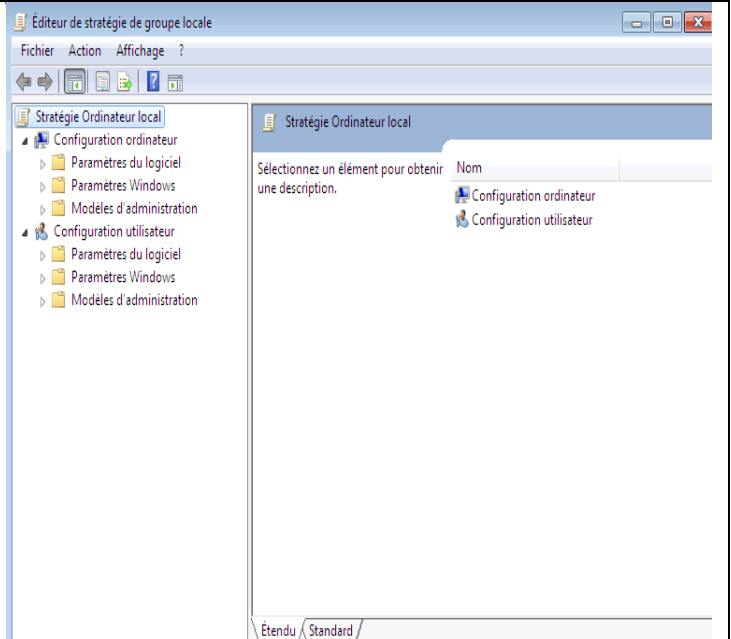 Éditeur de stratégie de groupe locale
Fichier Action Affichage ?
Stratégie Ordinateur local
Configuration ordinateur
Paramètres du logiciel
Paramètres Windows
Modèles d'administration
Configuration utilisateur
Paramètres du logiciel
Paramètres Windows
Modèles d'administration
Stratégie Ordinateur local
Sélectionnez un élément pour obtenir
une description.
Nom
Configuration ordinateur
Configuration utilisateur
Étendu Standard